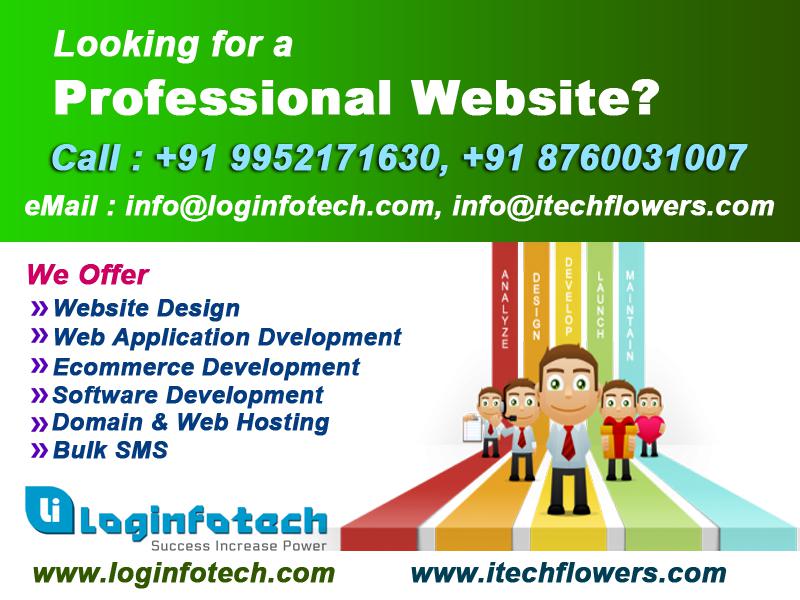 Looking for a
Professional Website?
Call : +91 9952171630, +91 8760031007
eMail : info@loginfotech.com, info@itechflowers.com
We Offer
» Website Design
» Web Application Dvelopment
» Ecommerce Development
» Software Development
» Domain & Web Hosting
» Bulk SMS
ANALYZE
DESIGN
DEVELOP
LAUNCH
MAINTAIN
Li Loginfotech
Success Increase Power
www.loginfotech.com
www.itechflowers.com